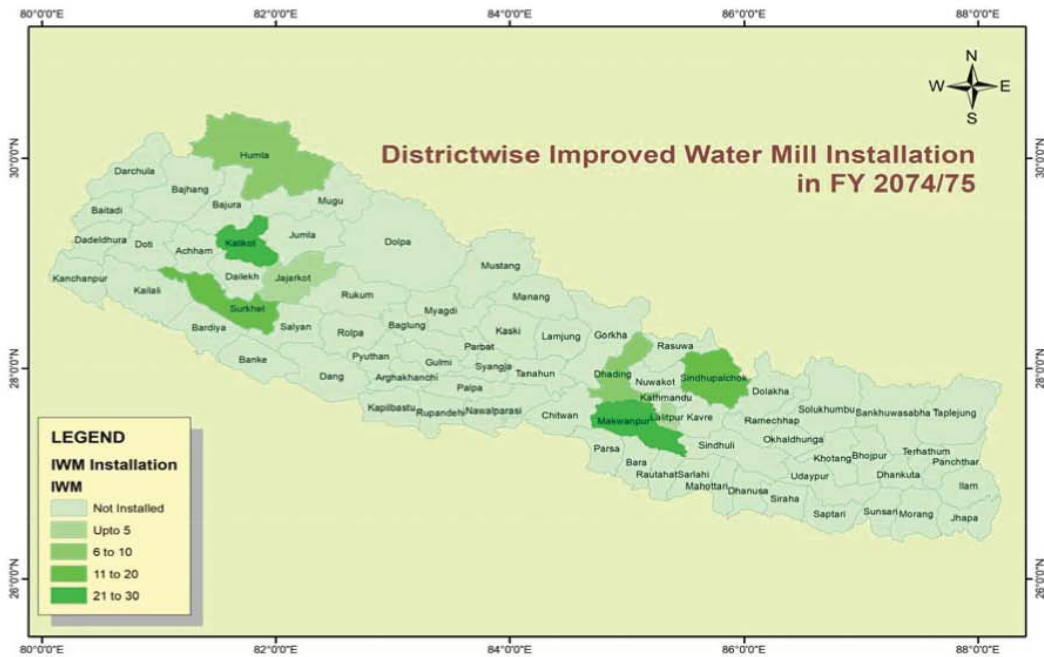 80°0'0"E 82°0'0"E 84°0'0"E 86°0'0"E 88°0'0"E
N
W E
S
30°0'0"N 30°0'0"N
Districtwise Improved Water Mill Installation
in FY 2074/75
Humla
Darchula
Bajhang
Bajura Mugu
Baitadi
Dadeldhura Doti Achham Kalikot Jumla Dolpa
Kanchanpur Kailali Dailekh Jajarkot Mustang
Surkhet Rukum Manang
Bardiya Salyan Rolpa Baglung Myagdi Kaski Lamjung Gorkha Rasuwa
Banke Pyuthan Gulmi Parbat Syangja Tanahun Dhading Nuwakot Sindhupalchok Dolakha
28°0'0"N 28°0'0"N
Dang Arghakhanchi Palpa Kathmandu
Kapilbastu Rupandehi Nawalparasi Chitwan Makwanpur Lalitpur Kavre Ramechhap Solukhumbu Sankhuwasabha Taplejung
Parsa Bara Sindhuli Okhaldhunga Khotang Bhojpur Terhathum Panchthar
Rautahat Sarlahi Mahottari Dhanusa Siraha Udaypur Dhankuta Ilam
Saptari Sunsari Morang Jhapa
LEGEND
IWM Installation
IWM
Not Installed
Upto 5
6 to 10
11 to 20
21 to 30
26°0'0"N 26°0'0"N
80°0'0"E 82°0'0"E 84°0'0"E 86°0'0"E 88°0'0"E